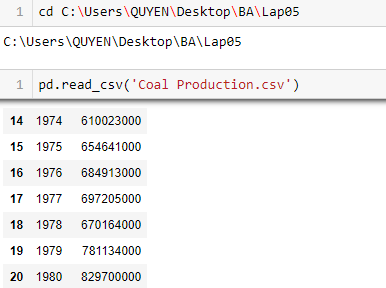 1 cd C:\Users\QUYEN\Desktop\BA\Lap05
C:\Users\QUYEN\Desktop\BA\Lap05
1 pd.read_csv('Coal Production.csv')
14 1974 610023000
15 1975 654641000
16 1976 684913000
17 1977 697205000
18 1978 670164000
19 1979 781134000
20 1980 829700000